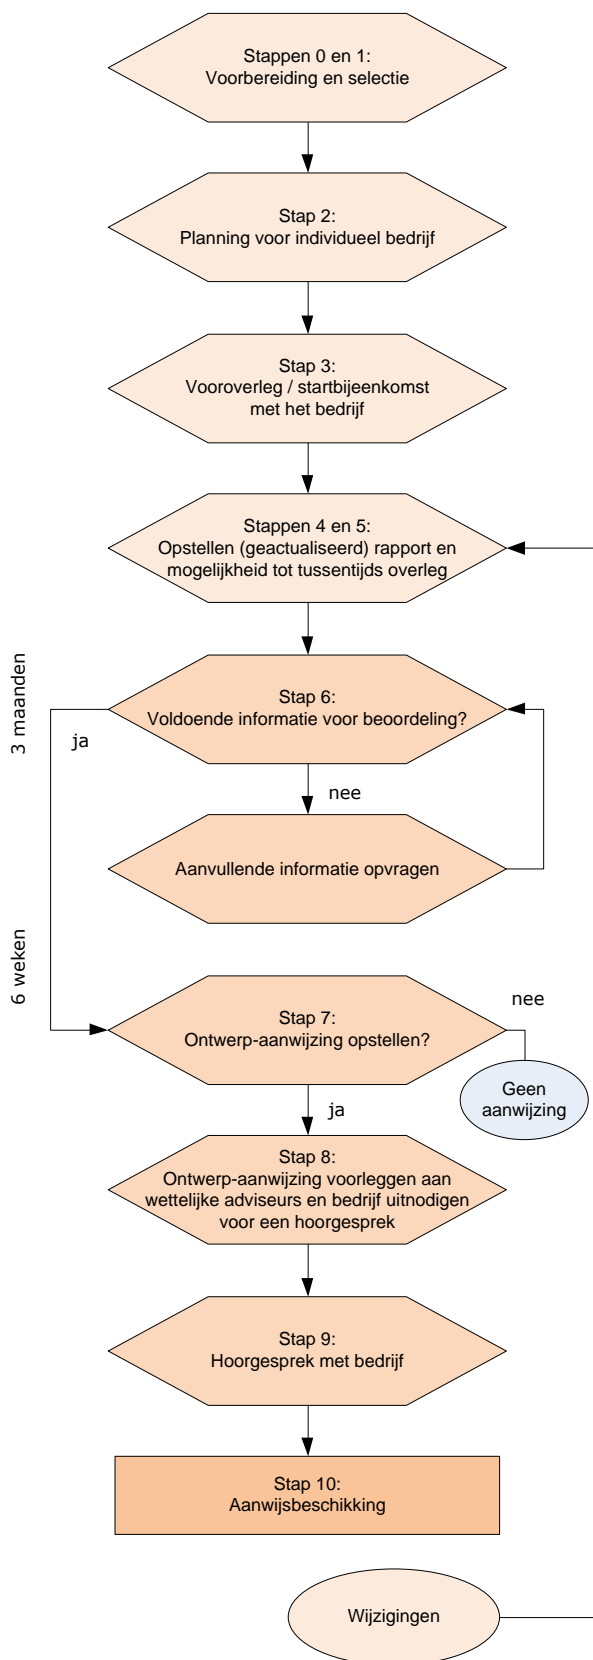 Stappen 0 en 1:
Voorbereiding en selectie
Stap 2:
Planning voor individueel bedrijf
Stap 3:
Vooroverleg / startbijeenkomst
met het bedrijf
Stappen 4 en 5:
Opstellen (geactualiseerd) rapport en
mogelijkheid tot tussentijds overleg
3 maanden
Stap 6:
Voldoende informatie voor beoordeling?
ja
nee
Aanvullende informatie opvragen
6 weken
Stap 7:
Ontwerp-aanwijzing opstellen?
nee
Geen
aanwijzing
ja
Stap 8:
Ontwerp-aanwijzing voorleggen aan
wettelijke adviseurs en bedrijf uitnodigen
voor een hoorgesprek
Stap 9:
Hoorgesprek met bedrijf
Stap 10:
Aanwijsbeschikking
Wijzigingen